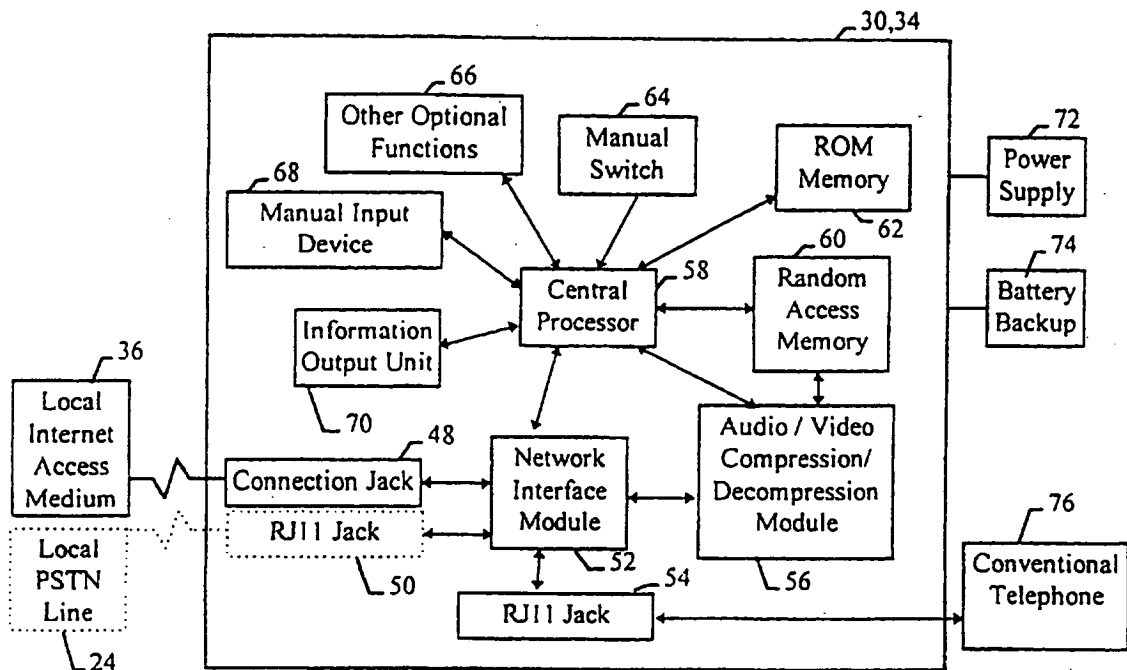 30,34
66
Other Optional
Functions
64
Manual
Switch
ROM
Memory
62
72
Power
Supply
68
Manual Input
Device
60
Random
Access
Memory
74
Battery
Backup
58
Central
Processor
Information
Output Unit
70
36
Local
Internet
Access
Medium
48
Connection Jack
Network
Interface
Module
52
Audio / Video
Compression/
Decompression
Module
56
RJ11 Jack
50
Local
PSTN
Line
24
54
RJ11 Jack
76
Conventional
Telephone